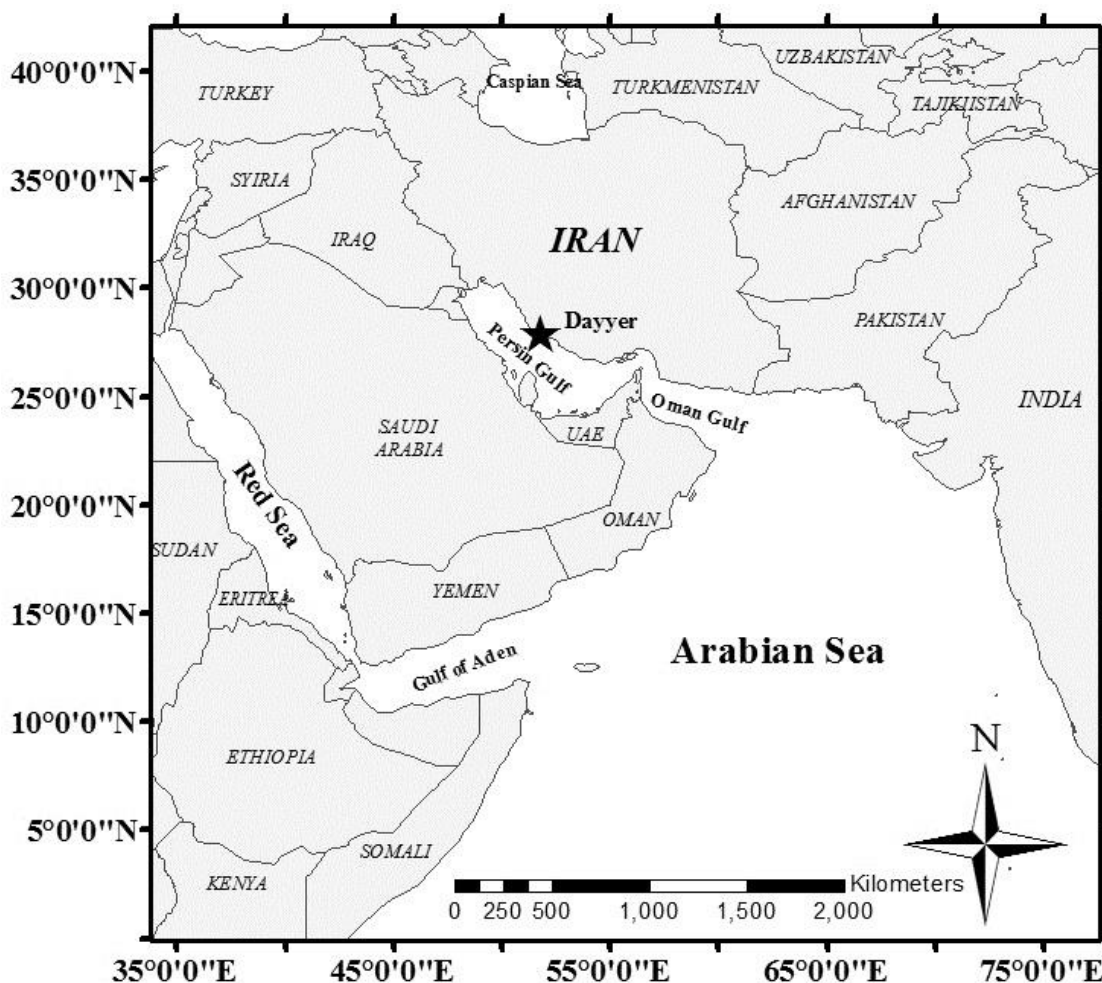 40°0'0"N
35°0'0"N
30°0'0"N
25°0'0"N
20°0'0"N
15°0'0"N
10°0'0"N
5°0'0"N
UZBAKISTAN
Caspian Sea
TURKMENISTAN
TURKEY
TAJIKIISTAN
SYIRIA
AFGHANISTAN
IRAQ
IRAN
Dayyer
PAKISTAN
Persin Gulf
INDIA
Oman Gulf
SAUDI
ARABIA
UAE
Red Sea
OMAN
SUDAN
YEMEN
ERITREA
Arabian Sea
Gulf of Aden
ETHIOPIA
N
SOMALI
KENYA
Kilometers
0 250 500 1,000 1,500 2,000
35°0'0"E 45°0'0"E 55°0'0"E 65°0'0"E 75°0'0"E